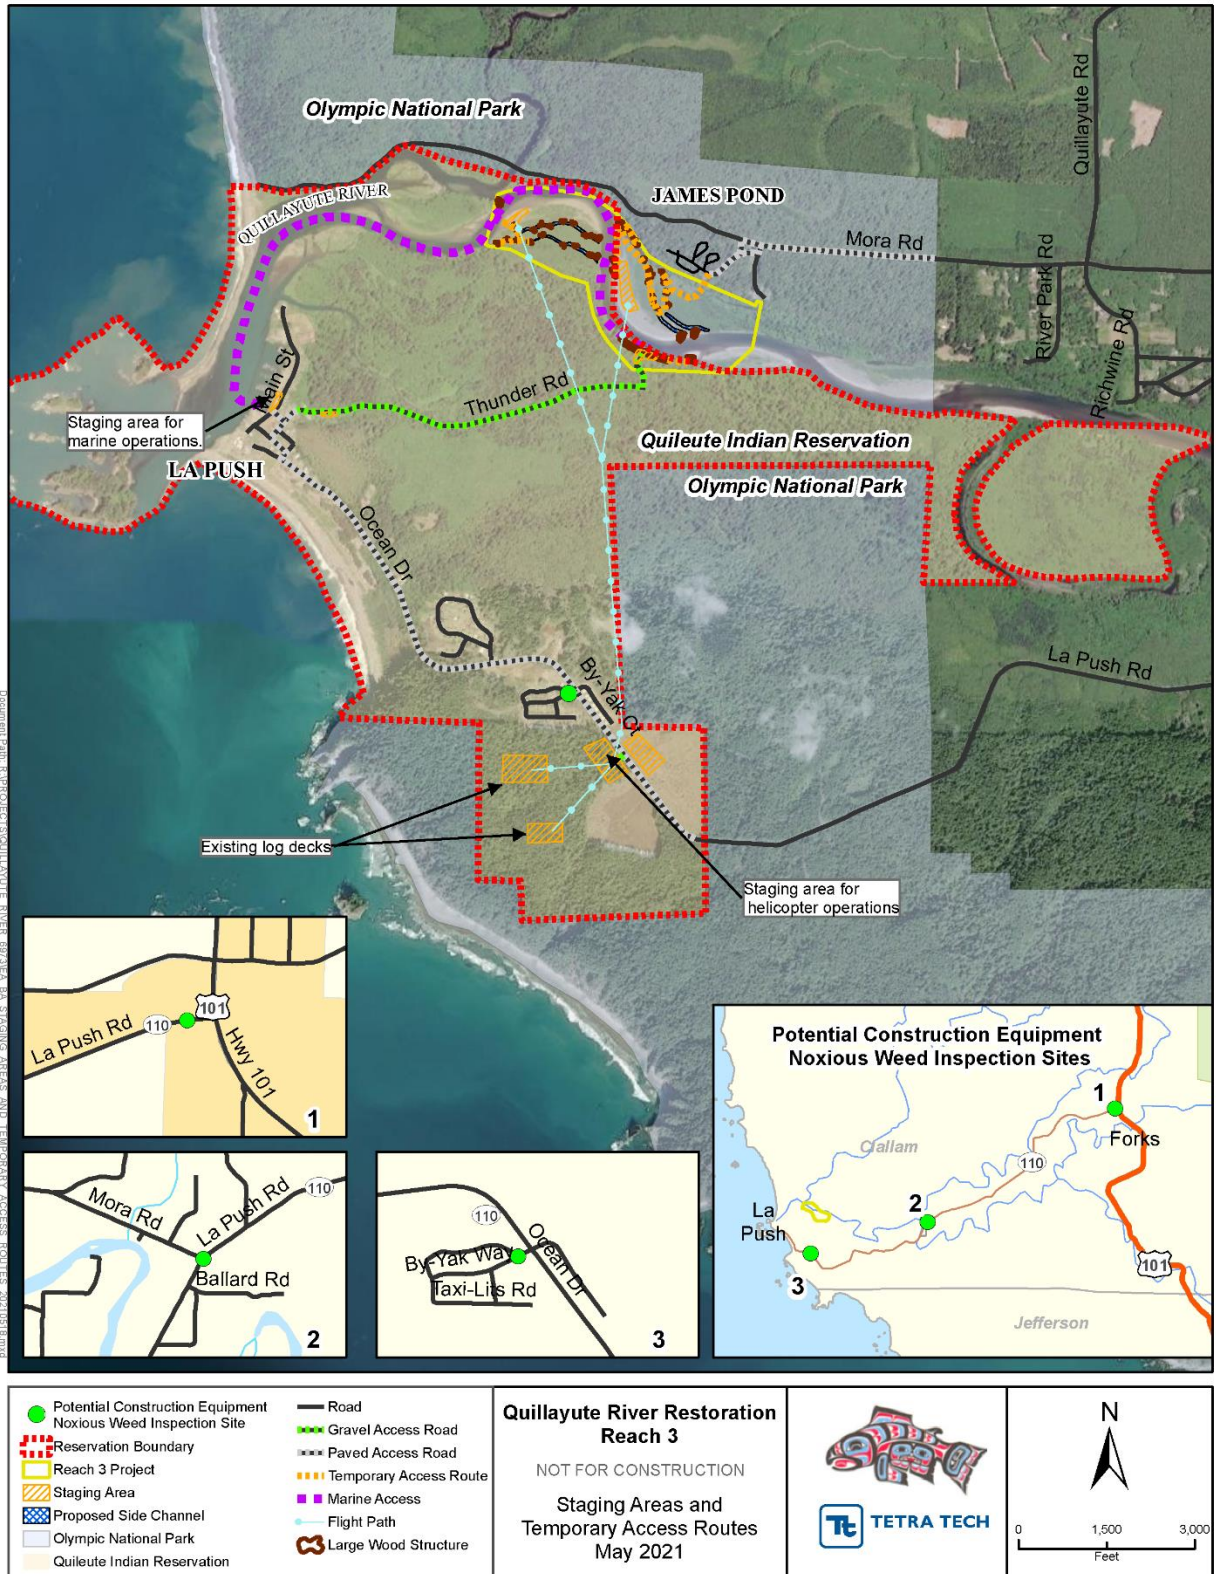 Olympic National Park
Quillayute Rd
QUILLAYUTE RIVER
JAMES POND
Mora Rd
River Park Rd
Richwine Rd
Main St
Thunder Rd
Staging area for
marine operations.
Quileute Indian Reservation
LA PUSH
Olympic National Park
Ocean Dr
La Push Rd
By-Yak Ct
Existing log decks
Staging area for
helicopter operations
101
La Push Rd
110
Hwy 101
1
Mora Rd
La Push Rd
110
Ballard Rd
2
110
By-Yak Way
Ocean Dr
Taxi-Lits Rd
3
Potential Construction Equipment
Noxious Weed Inspection Sites
1
Forks
Clallam
110
2
La
Push
3
101
Jefferson
Potential Construction Equipment
Noxious Weed Inspection Site
Reservation Boundary
Reach 3 Project
Staging Area
Proposed Side Channel
Olympic National Park
Quileute Indian Reservation
Road
Gravel Access Road
Paved Access Road
Temporary Access Route
Marine Access
Flight Path
Large Wood Structure
Quillayute River Restoration
Reach 3
NOT FOR CONSTRUCTION
Staging Areas and
Temporary Access Routes
May 2021
Tt TETRA TECH
N
0 1,500 3,000
Feet